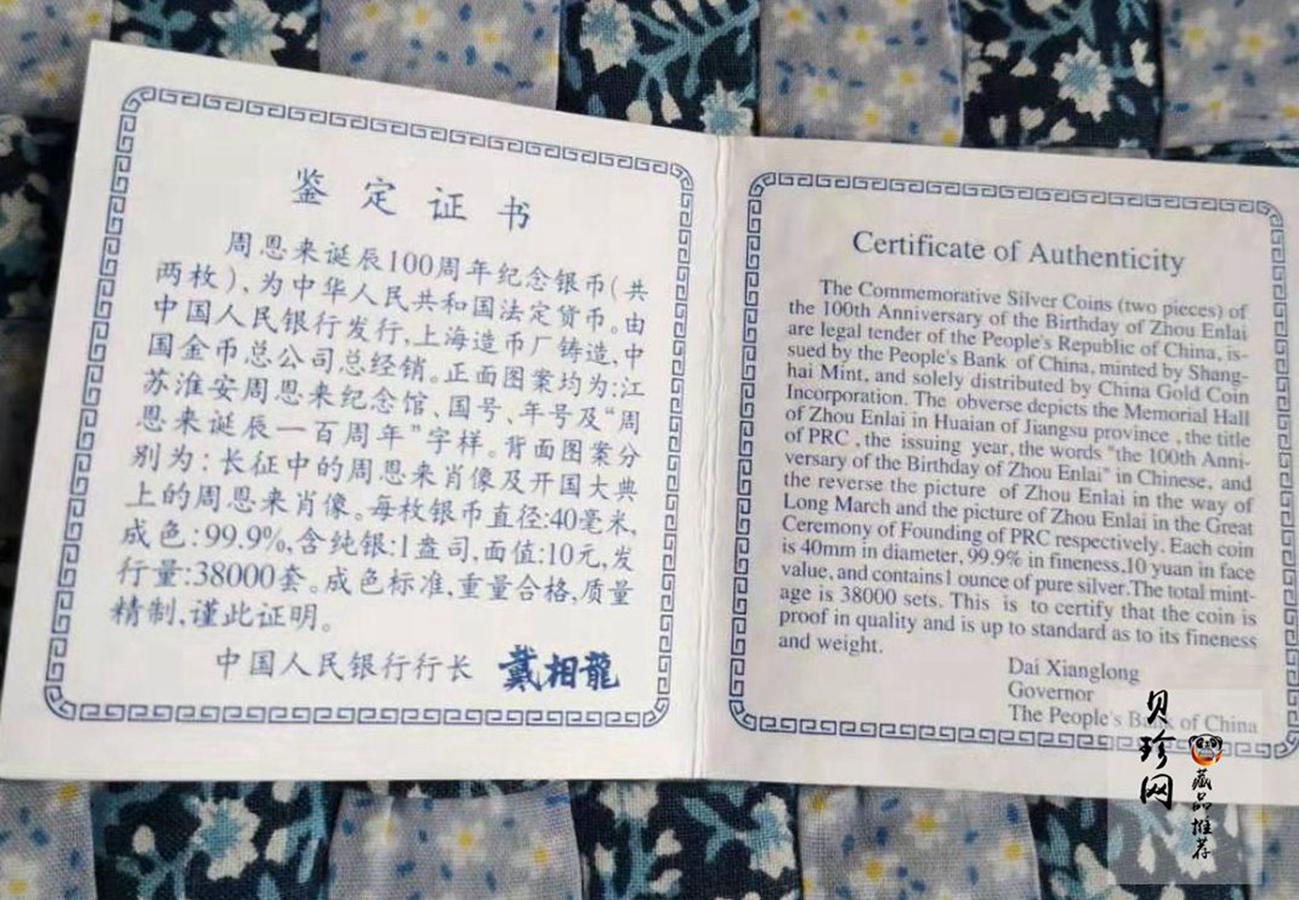 鉴定证书
周恩来诞辰100周年纪念银币(共
两枚),为中华人民共和国法定货币。由
中国人民银行发行,上海造币厂铸造,中
国金币总公司总经销。正面图案均为:江
苏淮安周恩来纪念馆、国号、年号及“周
恩来诞辰一百周年”字样。背面图案分
别为:长征中的周恩来肖像及开国大典
上的周恩来肖像。每枚银币直径:40毫米,
成色:99.9%,含纯银:1盎司,面值:10元,发
行量:38000套。成色标准,重量合格,质量
精制,谨此证明。
中国人民银行行长 戴相龍
Certificate of Authenticity
The Commemorative Silver Coins (two pieces) of
the 100th Anniversary of the Birthday of Zhou Enlai
are legal tender of the People's Republic of China, is-
sued by the People's Bank of China, minted by Shang-
hai Mint, and solely distributed by China Gold Coin
Incorporation. The obverse depicts the Memorial Hall
of Zhou Enlai in Huaian of Jiangsu province , the title
of PRC , the issuing year, the words "the 100th Anni-
versary of the Birthday of Zhou Enlai" in Chinese, and
the reverse the picture of Zhou Enlai in the way of
Long March and the picture of Zhou Enlai in the Great
Ceremony of Founding of PRC respectively. Each coin
is 40mm in diameter, 99.9% in fineness,10 yuan in face
value, and contains1 ounce of pure silver.The total mint-
age is 38000 sets. This is to certify that the coin is
proof in quality and is up to standard as to its fineness
and weight.
Dai Xianglong
Governor
The People's Bank of China
贝珍网
藏品推荐